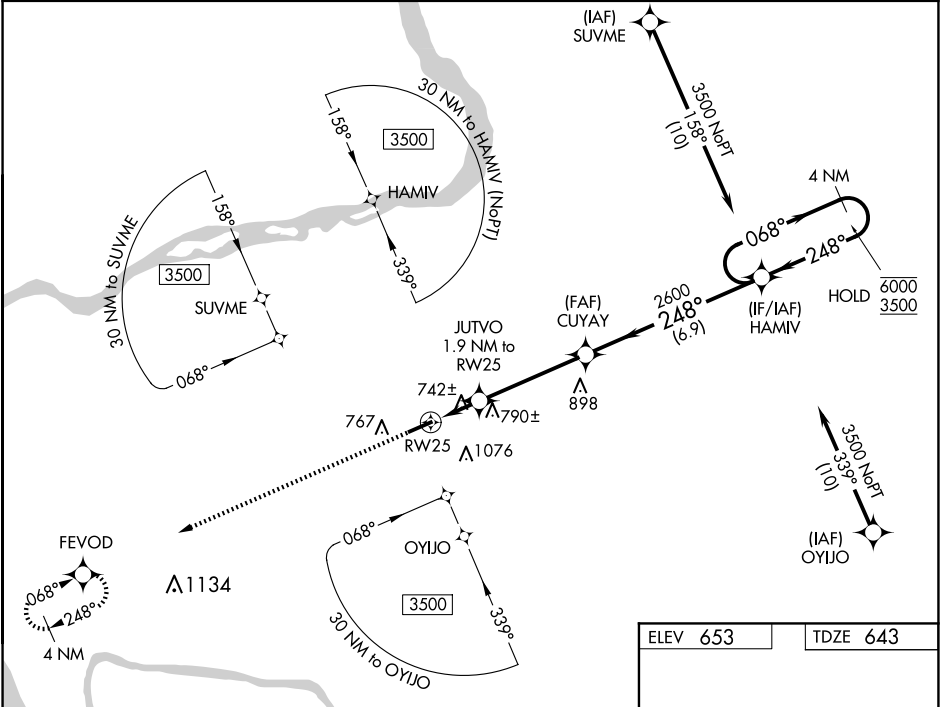 (IAF)
SUVME
3500 NoPT
158°
(10)
30 NM to HAMIV (NoPT)
158°
3500
HAMIV
339°
4 NM
068°
248°
HOLD
6000
3500
(IF/IAF)
HAMIV
30 NM to SUVME
158°
3500
SUVME
068°
2600
248°
(6.9)
(FAF)
CUYAY
JUTVO
1.9 NM to
RW25
742±
790±
898
767
RW25
1076
3500 NoPT
339°
(10)
(IAF)
OYIJO
FEVOD
068°
248°
4 NM
1134
068°
OYIJO
3500
339°
30 NM to OYIJO
ELEV 653
TDZE 643